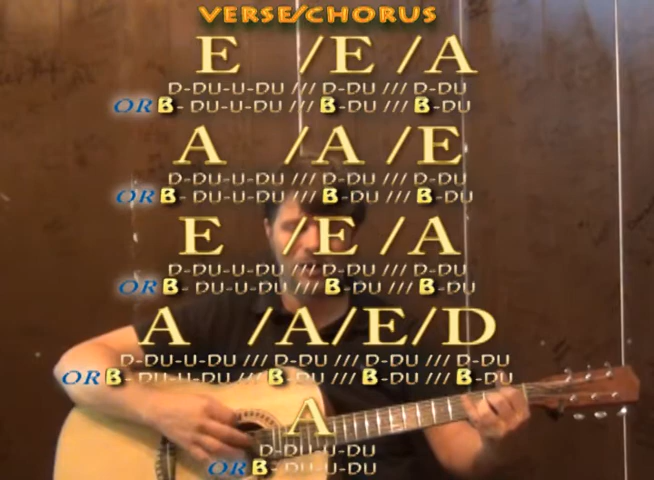 VERSE/CHORUS
E /E /A
D-DU-U-DU /// D-DU /// D-DU
OR B- DU-U-DU /// B-DU /// B-DU
A /A /E
D-DU-U-DU /// D-DU /// D-DU
OR B- DU-U-DU /// B-DU /// B-DU
E /E /A
D-DU-U-DU /// D-DU /// D-DU
OR B- DU-U-DU /// B-DU /// B-DU
A /A/E/D
D-DU-U-DU /// D-DU /// D-DU /// D-DU
OR B- DU-U-DU /// B-DU /// B-DU /// B-DU
A
D-DU-U-DU
OR B- DU-U-DU